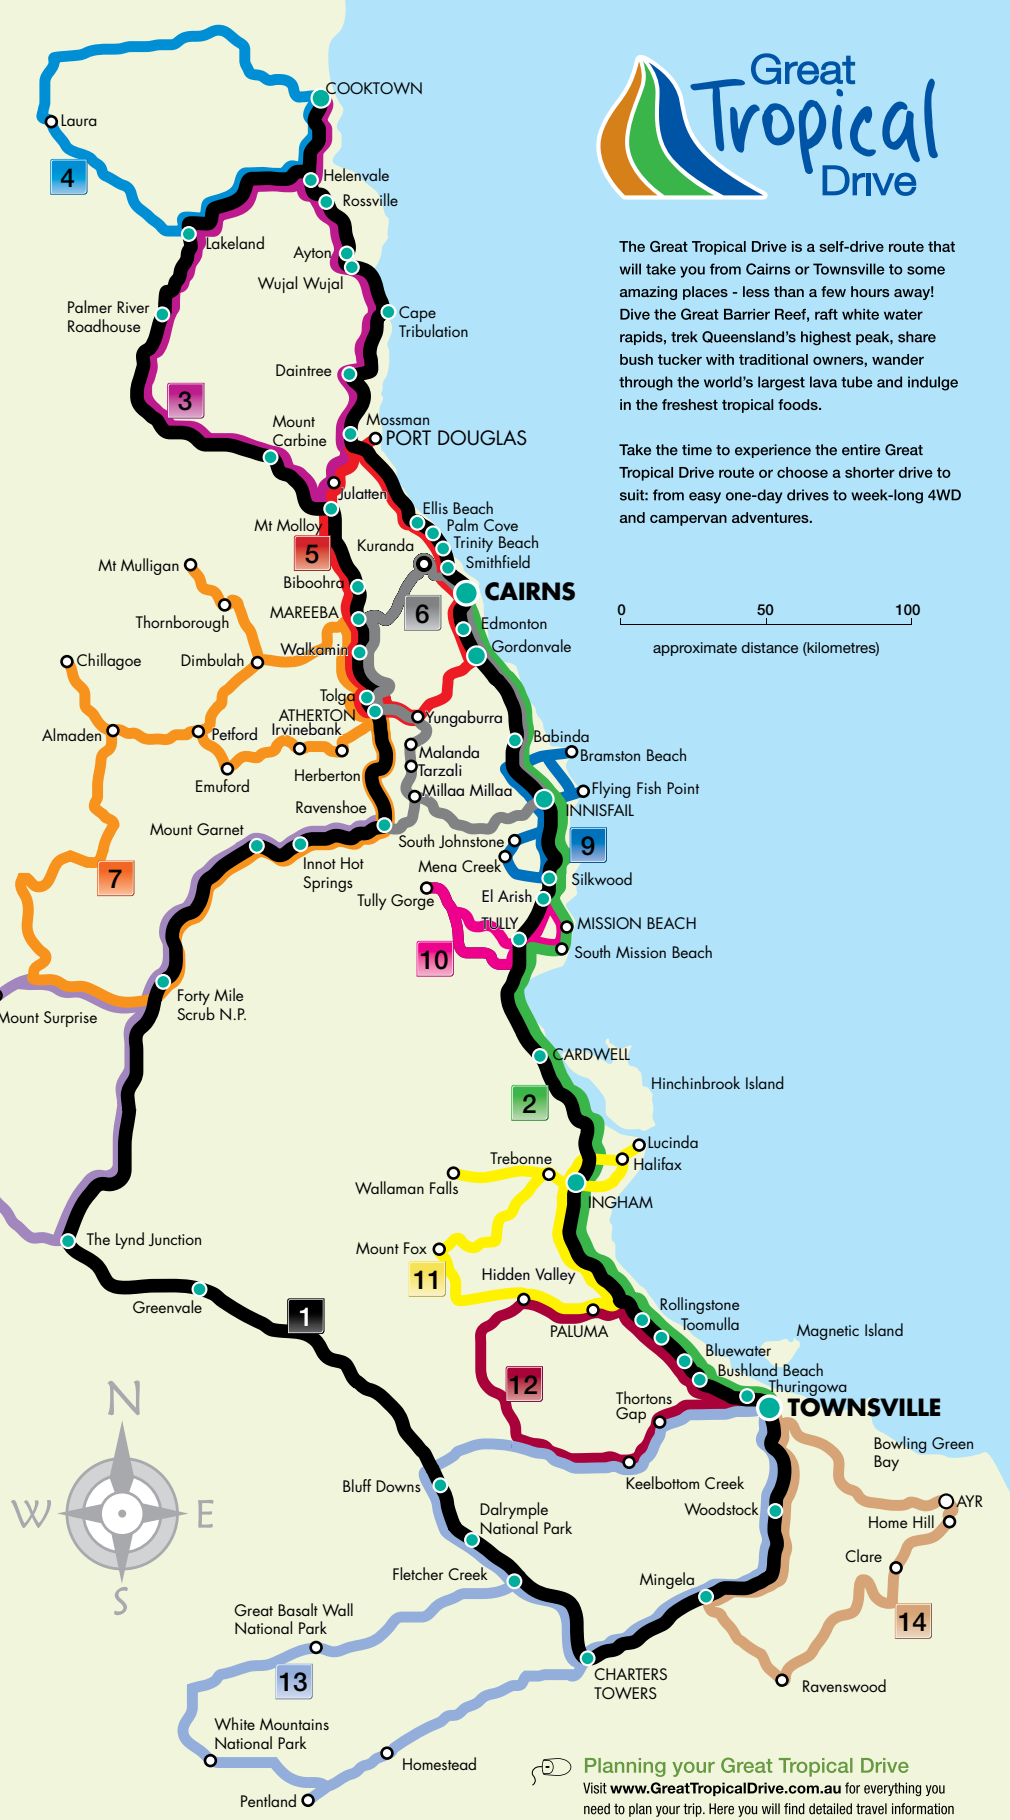 Great
Tropical
Drive
The Great Tropical Drive is a self-drive route that
will take you from Cairns or Townsville to some
amazing places - less than a few hours away!
Dive the Great Barrier Reef, raft white water
rapids, trek Queensland's highest peak, share
bush tucker with traditional owners, wander
through the world's largest lava tube and indulge
in the freshest tropical foods.
Take the time to experience the entire Great
Tropical Drive route or choose a shorter drive to
suit: from easy one-day drives to week-long 4WD
and campervan adventures.
0 50 100
approximate distance (kilometres)
COOKTOWN
Laura
4
Helenvale
Rossville
Lakeland
Ayton
Wujal Wujal
Palmer River
Roadhouse
Cape
Tribulation
Daintree
3
Mount
Carbine
Mossman
PORT DOUGLAS
Julatten
Mt Molloy
Ellis Beach
Palm Cove
Trinity Beach
Smithfield
Kuranda
5
Mt Mulligan
Biboohra
CAIRNS
6
MAREEBA
Thornborough
Edmonton
Gordonvale
Walkamin
Chillagoe
Dimbulah
Tolga
ATHERTON
Yungaburra
Almaden
Petford
Irvinebank
Babinda
Bramston Beach
Malanda
Tarzali
Emuford
Herberton
Millaa Millaa
Flying Fish Point
INNISFAIL
Ravenshoe
Mount Garnet
South Johnstone
9
Innot Hot
Springs
Mena Creek
7
Silkwood
Tully Gorge
El Arish
TULLY
MISSION BEACH
10
South Mission Beach
Forty Mile
Scrub N.P.
Mount Surprise
CARDWELL
Hinchinbrook Island
2
Lucinda
Halifax
Trebonne
Wallaman Falls
INGHAM
The Lynd Junction
Mount Fox
11
Hidden Valley
Greenvale
1
PALUMA
Rollingstone
Toomulla
Magnetic Island
Bluewater
Bushland Beach
Thuringowa
12
Thortons
Gap
TOWNSVILLE
N
W
E
S
Bowling Green
Bay
Keelbottom Creek
Bluff Downs
AYR
Home Hill
Dalrymple
National Park
Woodstock
Clare
Fletcher Creek
Mingela
14
Great Basalt Wall
National Park
13
CHARTERS
TOWERS
Ravenswood
White Mountains
National Park
Homestead
Pentland
Planning your Great Tropical Drive
Visit www.GreatTropicalDrive.com.au for everything you
need to plan your trip. Here you will find detailed travel information